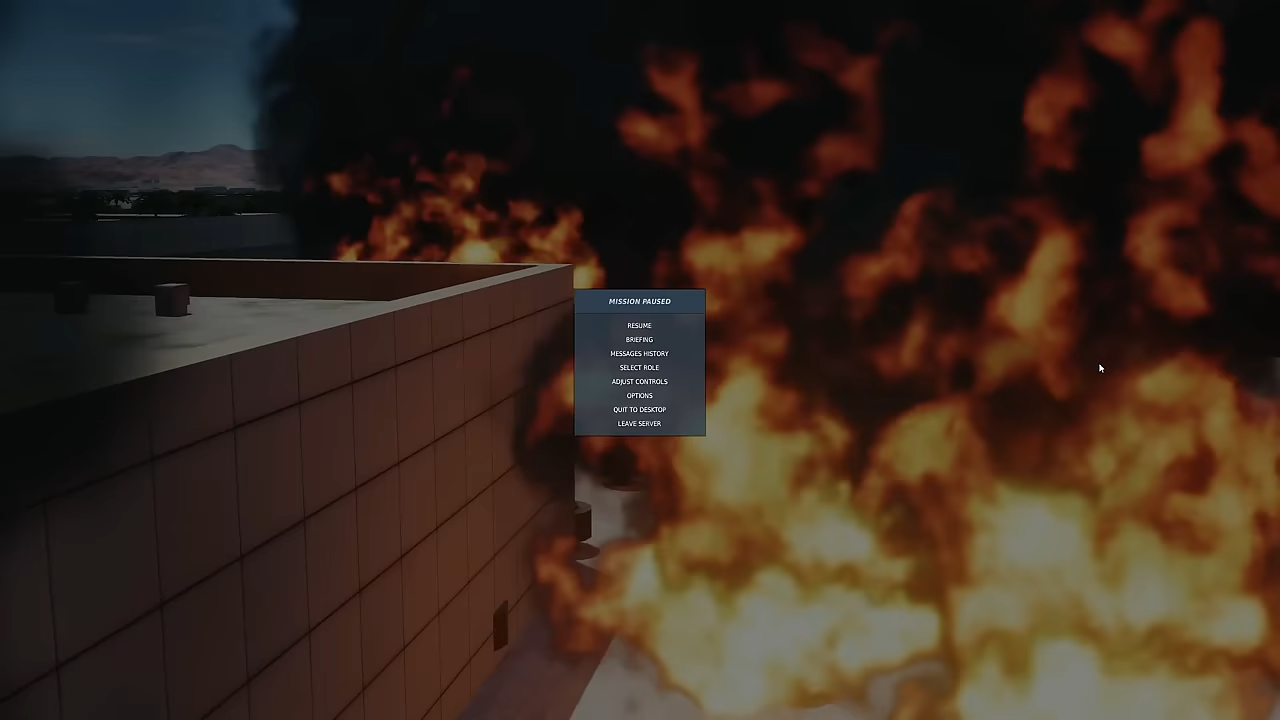 MISSION PAUSED
RESUME
BRIEFING
MESSAGES HISTORY
SELECT ROLE
ADJUST CONTROLS
OPTIONS
QUIT TO DESKTOP
LEAVE SERVER